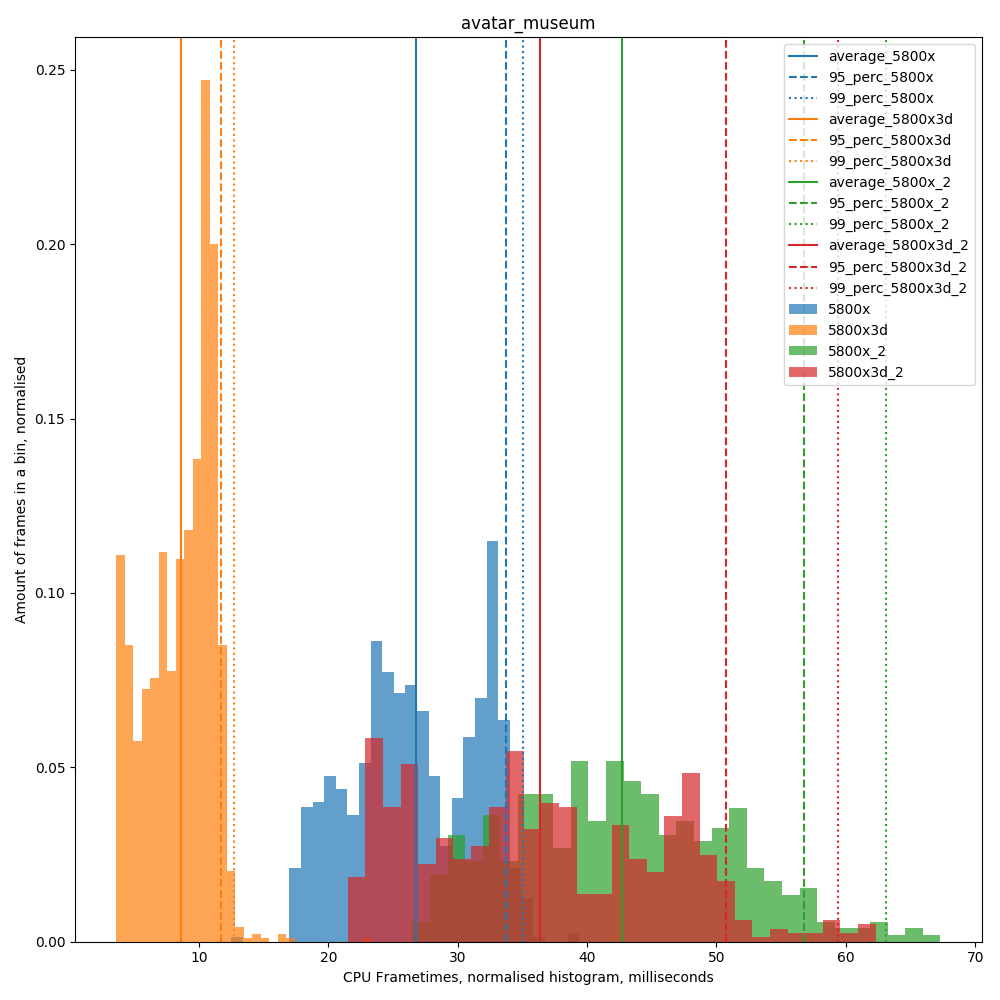 avatar_museum
0.25
0.20
0.15
0.10
0.05
0.00
Amount of frames in a bin, normalised
average_5800x
95_perc_5800x
99_perc_5800x
average_5800x3d
95_perc_5800x3d
99_perc_5800x3d
average_5800x_2
95_perc_5800x_2
99_perc_5800x_2
average_5800x3d_2
95_perc_5800x3d_2
99_perc_5800x3d_2
5800x
5800x3d
5800x_2
5800x3d_2
10 20 30 40 50 60 70
CPU Frametimes, normalised histogram, milliseconds